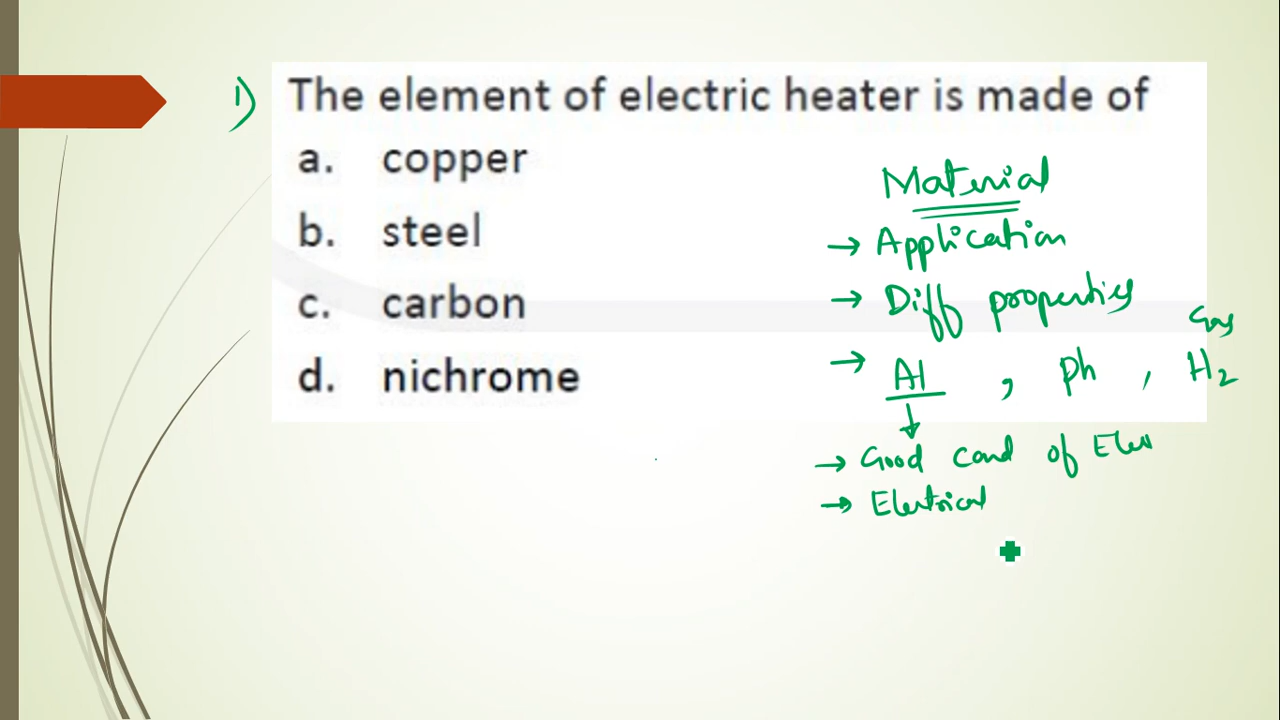 1) The element of electric heater is made of
a. copper
b. steel
c. carbon
d. nichrome
Material
→ Application
→ Diff properties
Gas
→ Al , ph , H2
→ Good cond of Elec
→ Electrical